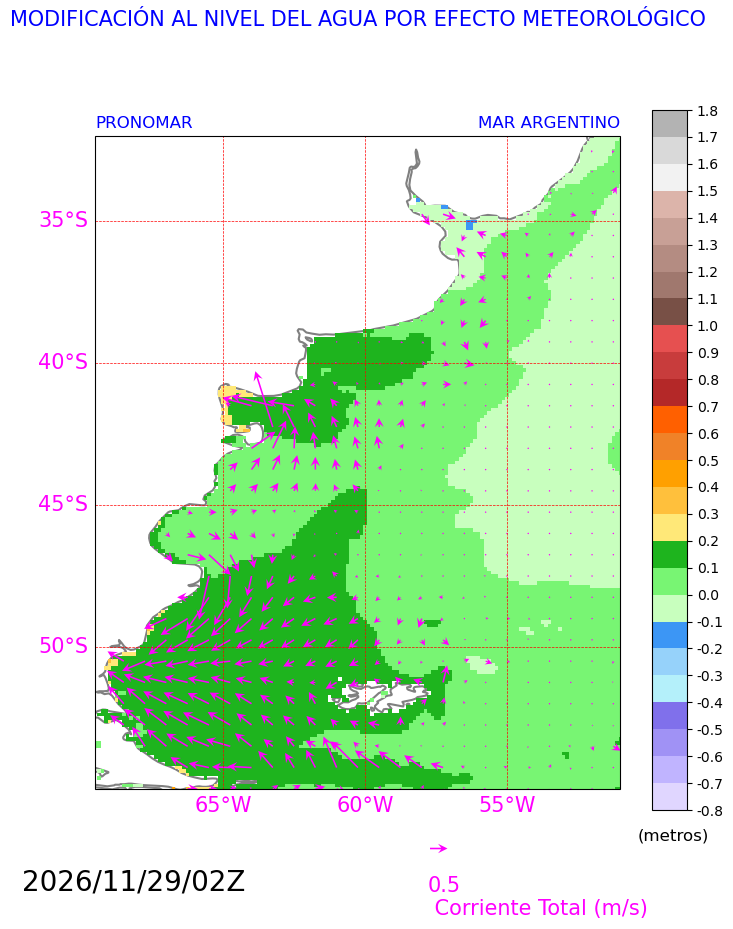 MODIFICACIÓN AL NIVEL DEL AGUA POR EFECTO METEOROLÓGICO
PRONOMAR MAR ARGENTINO
35°S
40°S
45°S
50°S
65°W 60°W 55°W
1.8
1.7
1.6
1.5
1.4
1.3
1.2
1.1
1.0
0.9
0.8
0.7
0.6
0.5
0.4
0.3
0.2
0.1
0.0
-0.1
-0.2
-0.3
-0.4
-0.5
-0.6
-0.7
-0.8
(metros)
2026/11/29/02Z
0.5
Corriente Total (m/s)